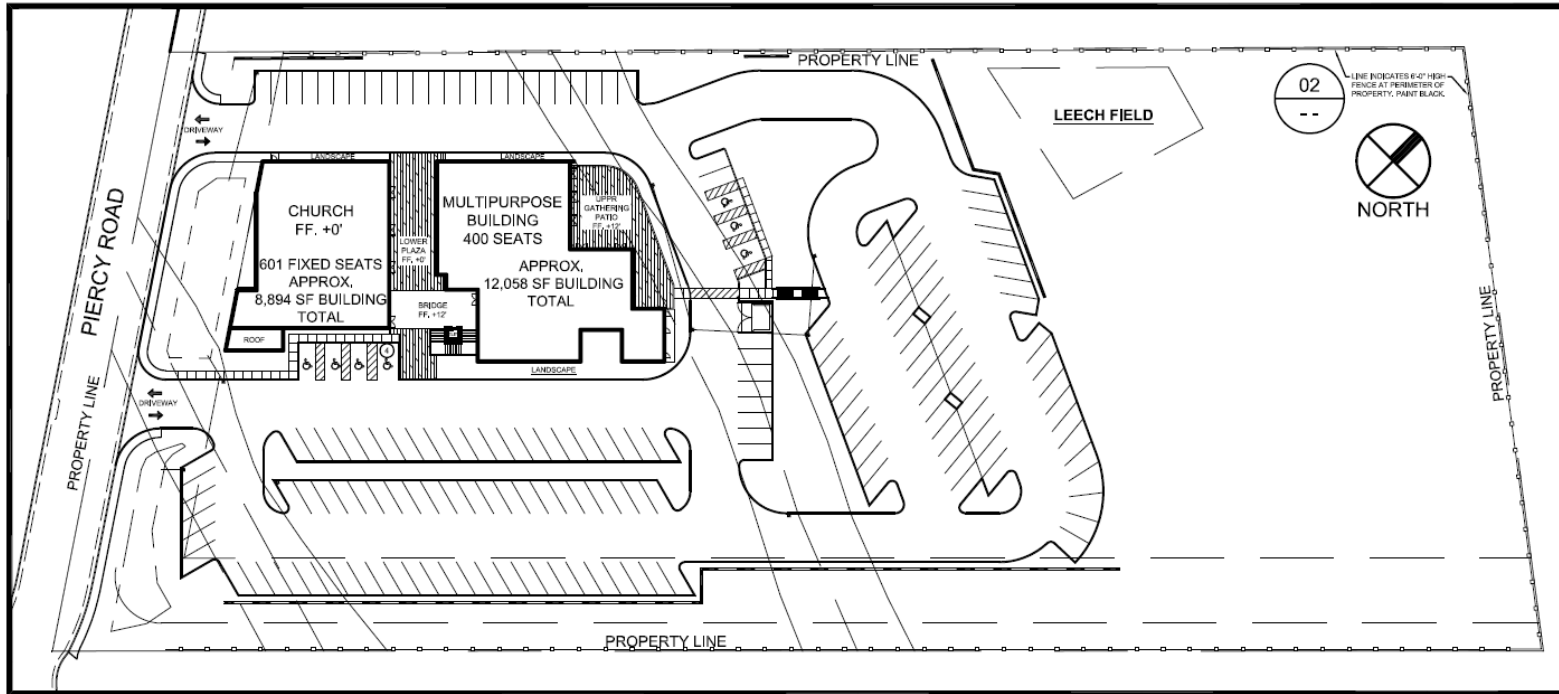 PROPERTY LINE
LINE INDICATES 6'-0" HIGH
FENCE AT PERIMETER OF
PROPERTY. PAINT BLACK.
02
--
LEECH FIELD
NORTH
DRIVEWAY
LANDSCAPE
LANDSCAPE
CHURCH
FF. +0'
601 FIXED SEATS
APPROX,
8,894 SF BUILDING
TOTAL
ROOF
LOWER
PLAZA
FF. +0'
BRIDGE
FF. +12'
MULTIPURPOSE
BUILDING
400 SEATS
APPROX,
12,058 SF BUILDING
TOTAL
UPPR
GATHERING
PATIO
FF. +12'
4
LANDSCAPE
DRIVEWAY
PIERCY ROAD
PROPERTY LINE
PROPERTY LINE
PROPERTY LINE